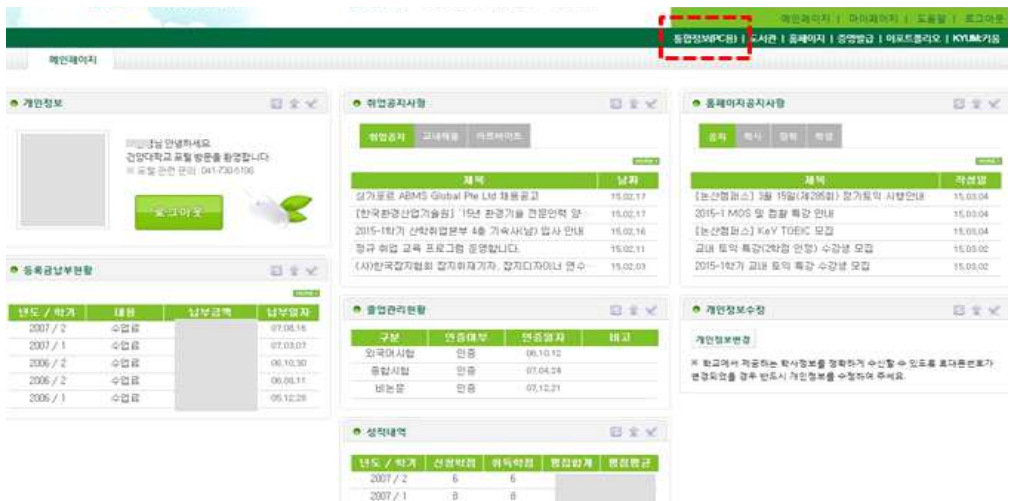 메인페이지 | 마이페이지 | 도움말 | 로그아웃
통합정보(PC용) | 도서관 | 홈페이지 | 증명발급 | 이포트폴리오 | KYUM:키움
메인페이지
개인정보
님 안녕하세요
건양대학교 포털 방문을 환영합니다
※ 포털 관련 문의 : 041-730-5196
로그아웃
등록금납부현황
년도 / 학기 내용 납부금액 납부일자
2007 / 2 수업료 07.08.16
2007 / 1 수업료 07.03.07
2006 / 2 수업료 06.10.30
2006 / 2 수업료 06.08.11
2006 / 1 수업료 05.12.28
취업공지사항
취업공지 교내채용 아르바이트
제목 날짜
싱가포르 ABMS Global Pte Ltd 채용공고 15.02.17
[한국환경산업기술원] '15년 환경기술 전문인력 양… 15.02.17
2015-1학기 산학취업본부 4층 기숙사(남) 입사 안내 15.02.16
정규 취업 교육 프로그램 운영합니다. 15.02.11
(사)한국잡지협회 잡지취재기자, 잡지디자이너 연수… 15.02.03
졸업관리현황
구분 인증여부 인증일자 비고
외국어시험 인증 06.10.12
종합시험 인증 07.04.24
비논문 인증 07.12.21
성적내역
년도 / 학기 신청학점 취득학점 평점합계 평점평균
2007 / 2 6 6
2007 / 1 8 8
홈페이지공지사항
공지 학사 장학 학생
제목 작성일
[논산캠퍼스] 3월 15일(제285회) 정기토익 시행안내 15.03.04
2015-1 MOS 및 컴활 특강 안내 15.03.04
[논산캠퍼스] KoY TOEIC 모집 15.03.04
교내 토익 특강(2학점 인정) 수강생 모집 15.03.02
2015-1학기 교내 토익 특강 수강생 모집 15.03.02
개인정보수정
개인정보변경
※ 학교에서 제공하는 학사정보를 정확하게 수신할 수 있도록 휴대폰번호가
변경되었을 경우 반드시 개인정보를 수정하여 주세요.